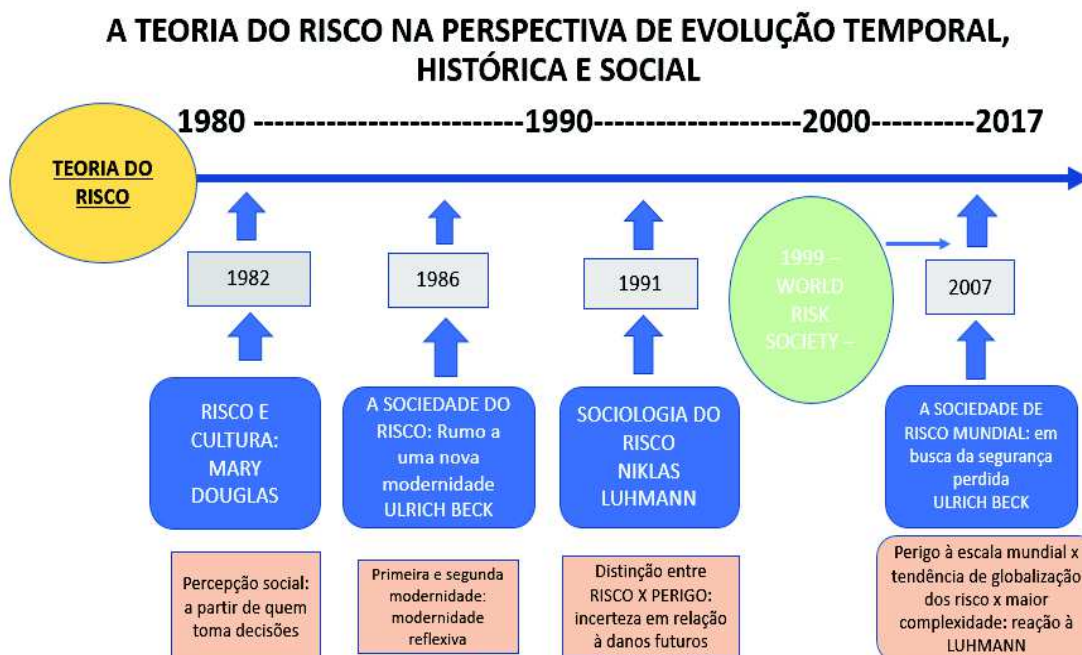 A TEORIA DO RISCO NA PERSPECTIVA DE EVOLUÇÃO TEMPORAL,
HISTÓRICA E SOCIAL
1980 --------------------------1990--------------------2000----------2017
TEORIA DO
RISCO
1982
1986
1991
1999 –
WORLD
RISK
SOCIETY –
2007
RISCO E
CULTURA:
MARY
DOUGLAS
A SOCIEDADE DO
RISCO: Rumo a
uma nova
modernidade
ULRICH BECK
SOCIOLOGIA DO
RISCO
NIKLAS
LUHMANN
A SOCIEDADE DE
RISCO MUNDIAL: em
busca da segurança
perdida
ULRICH BECK
Percepção social:
a partir de quem
toma decisões
Primeira e segunda
modernidade:
modernidade
reflexiva
Distinção entre
RISCO X PERIGO:
incerteza em relação
à danos futuros
Perigo à escala mundial x
tendência de globalização
dos risco x maior
complexidade: reação à
LUHMANN